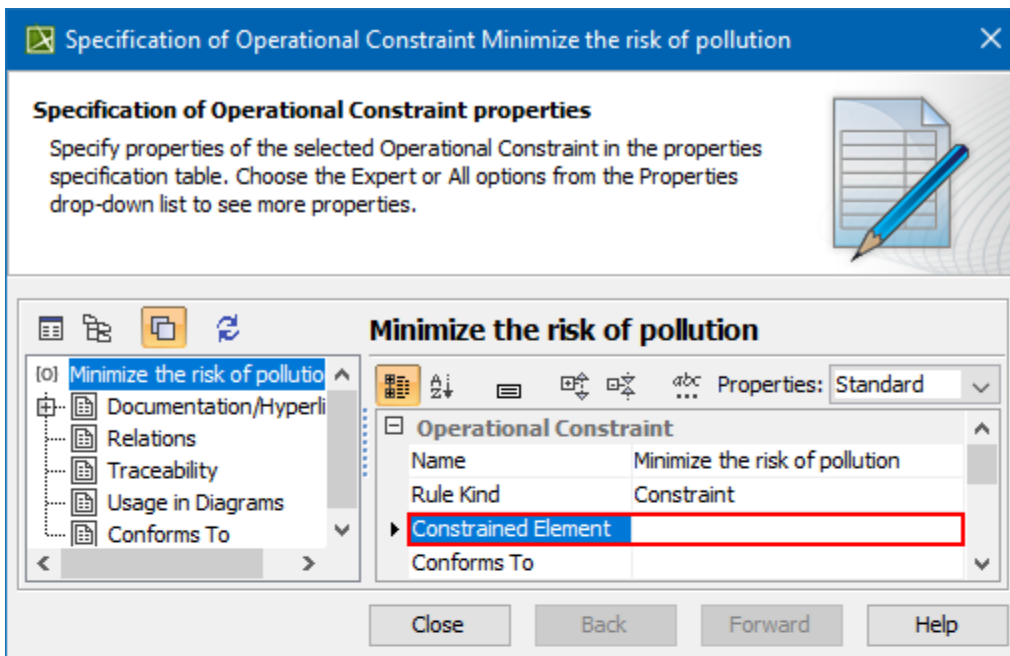 Specification of Operational Constraint Minimize the risk of pollution
Specification of Operational Constraint properties
Specify properties of the selected Operational Constraint in the properties
specification table. Choose the Expert or All options from the Properties
drop-down list to see more properties.
Minimize the risk of pollution
[O] Minimize the risk of pollutio
Documentation/Hyperli
Relations
Traceability
Usage in Diagrams
Conforms To
abc... Properties: Standard
Operational Constraint
Name Minimize the risk of pollution
Rule Kind Constraint
Constrained Element
Conforms To
Close Back Forward Help